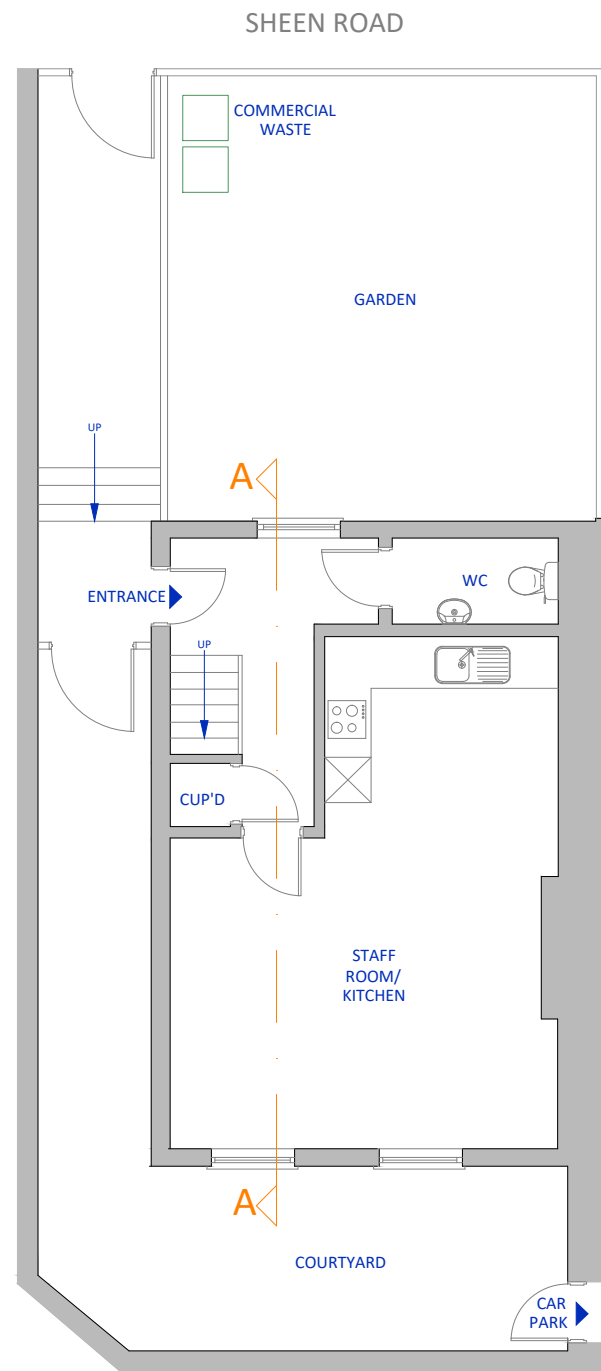 SHEEN ROAD
COMMERCIAL
WASTE
GARDEN
UP
A
WC
ENTRANCE
UP
CUP'D
STAFF
ROOM/
KITCHEN
A
COURTYARD
CAR
PARK